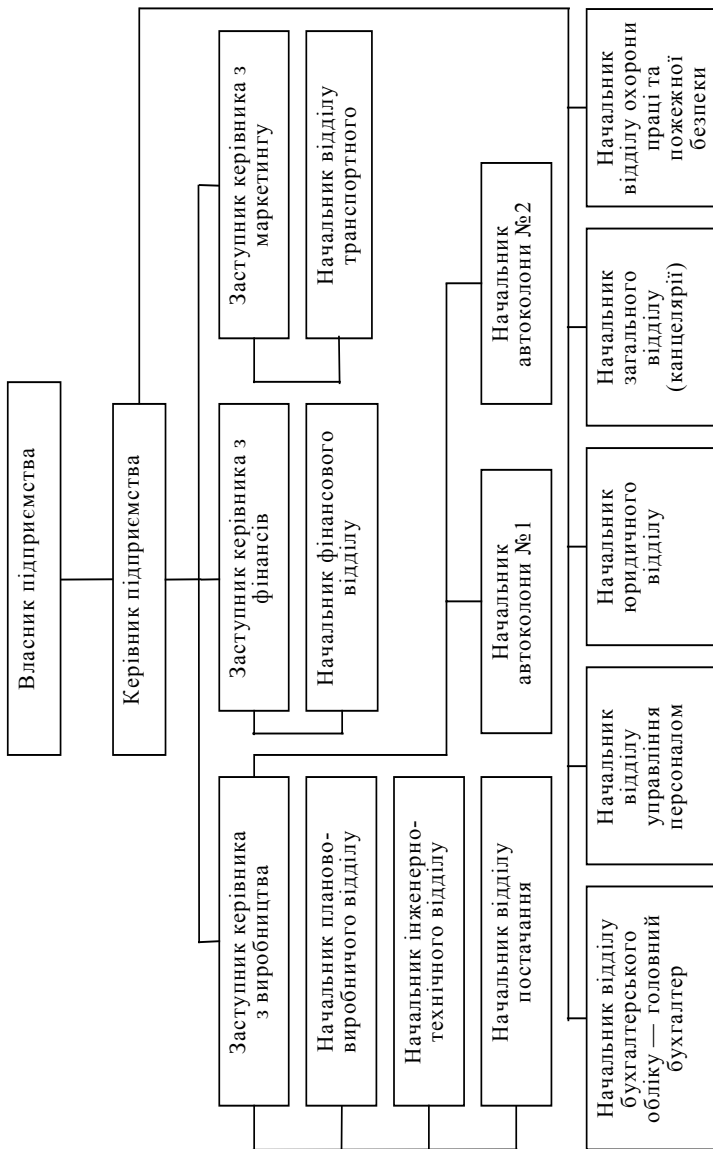 Власник підприємства
Керівник підприємства
Заступник керівника
з виробництва
Заступник керівника з
фінансів
Заступник керівника з
маркетингу
Начальник планово-
виробничого відділу
Начальник фінансового
відділу
Начальник відділу
транспортного
Начальник інженерно-
технічного відділу
Начальник відділу
постачання
Начальник
автоколони №1
Начальник
автоколони №2
Начальник відділу
бухгалтерського
обліку — головний
бухгалтер
Начальник
відділу
управління
персоналом
Начальник
юридичного
відділу
Начальник
загального
відділу
(канцелярії)
Начальник
відділу охорони
праці та
пожежної
безпеки